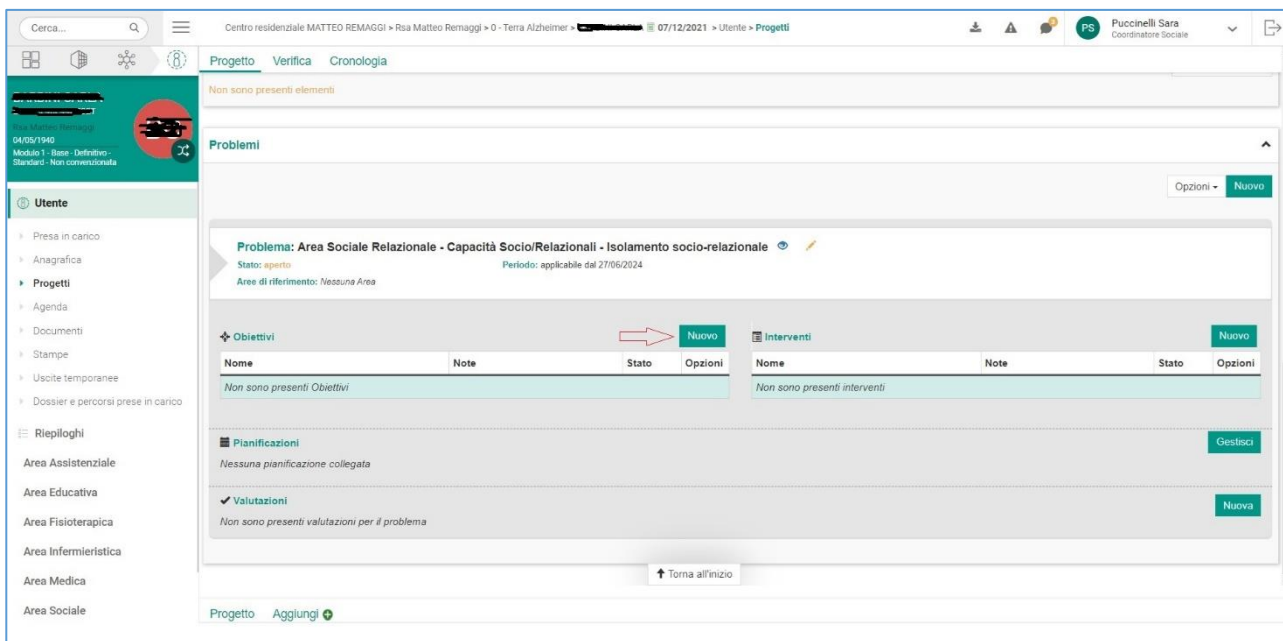 Cerca...
Centro residenziale MATTEO REMAGGI > Rsa Matteo Remaggi > 0 - Terra Alzheimer > 07/12/2021 > Utente > Progetti
3
PS
Puccinelli Sara
Coordinatore Sociale
Progetto Verifica Cronologia
Non sono presenti elementi
Rsa Matteo Remaggi
04/05/1940
Modulo 1 - Base - Definitivo -
Standard - Non convenzionata
Utente
Presa in carico
Anagrafica
Progetti
Agenda
Documenti
Stampe
Uscite temporanee
Dossier e percorsi prese in carico
Riepiloghi
Area Assistenziale
Area Educativa
Area Fisioterapica
Area Infermieristica
Area Medica
Area Sociale
Problemi
Opzioni
Nuovo
Problema: Area Sociale Relazionale - Capacità Socio/Relazionali - Isolamento socio-relazionale
Stato: aperto
Periodo: applicabile dal 27/06/2024
Aree di riferimento: Nessuna Area
Obiettivi
Nuovo
Nome Note Stato Opzioni
Non sono presenti Obiettivi
Interventi
Nuovo
Nome Note Stato Opzioni
Non sono presenti interventi
Pianificazioni
Gestisci
Nessuna pianificazione collegata
Valutazioni
Nuova
Non sono presenti valutazioni per il problema
Torna all'inizio
Progetto Aggiungi